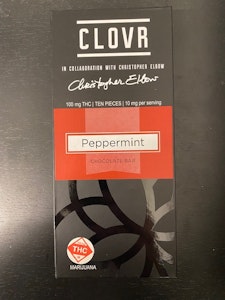 CLOVR
IN COLLABORATION WITH CHRISTOPHER ELBOW
Christopher Elbow
100 mg THC | TEN PIECES | 10 mg per serving
Peppermint
CHOCOLATE BAR
THC
MARIJUANA